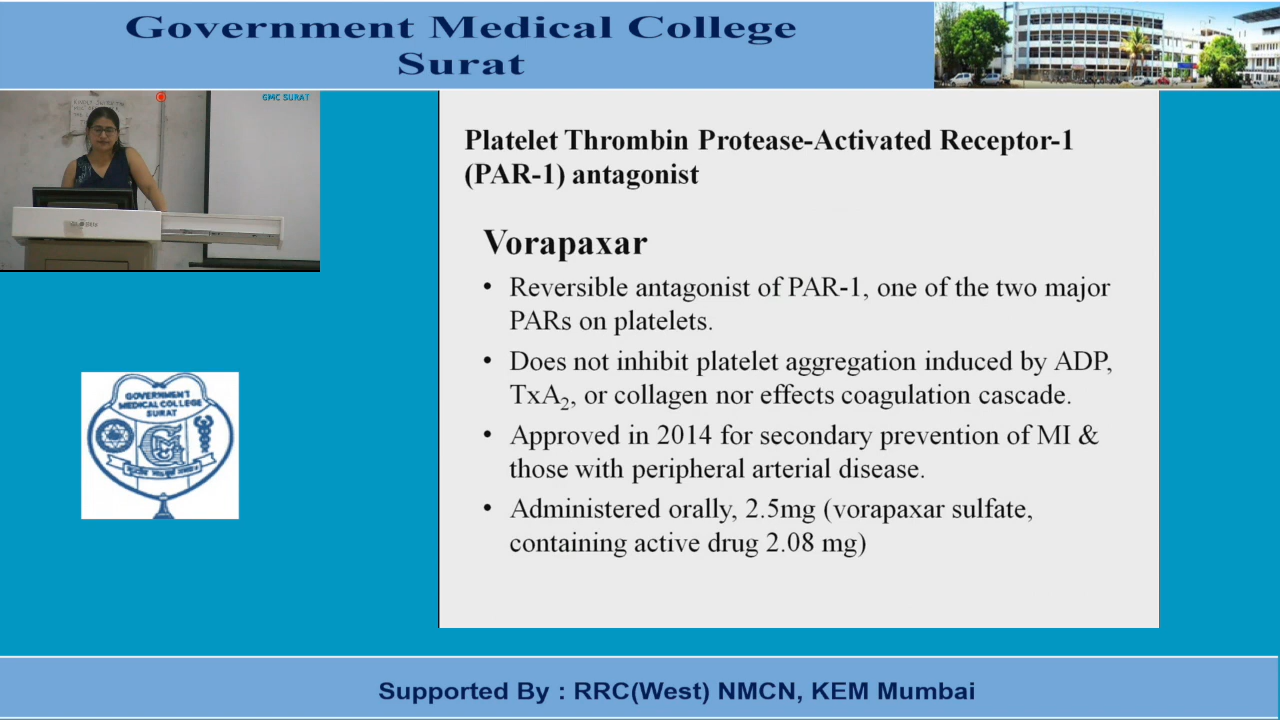 Government Medical College
Surat
GMC SURAT
Platelet Thrombin Protease-Activated Receptor-1
(PAR-1) antagonist
Vorapaxar
• Reversible antagonist of PAR-1, one of the two major
PARs on platelets.
• Does not inhibit platelet aggregation induced by ADP,
TxA₂, or collagen nor effects coagulation cascade.
• Approved in 2014 for secondary prevention of MI &
those with peripheral arterial disease.
• Administered orally, 2.5mg (vorapaxar sulfate,
containing active drug 2.08 mg)
GOVERNMENT
MEDICAL COLLEGE
SURAT
Supported By : RRC(West) NMCN, KEM Mumbai